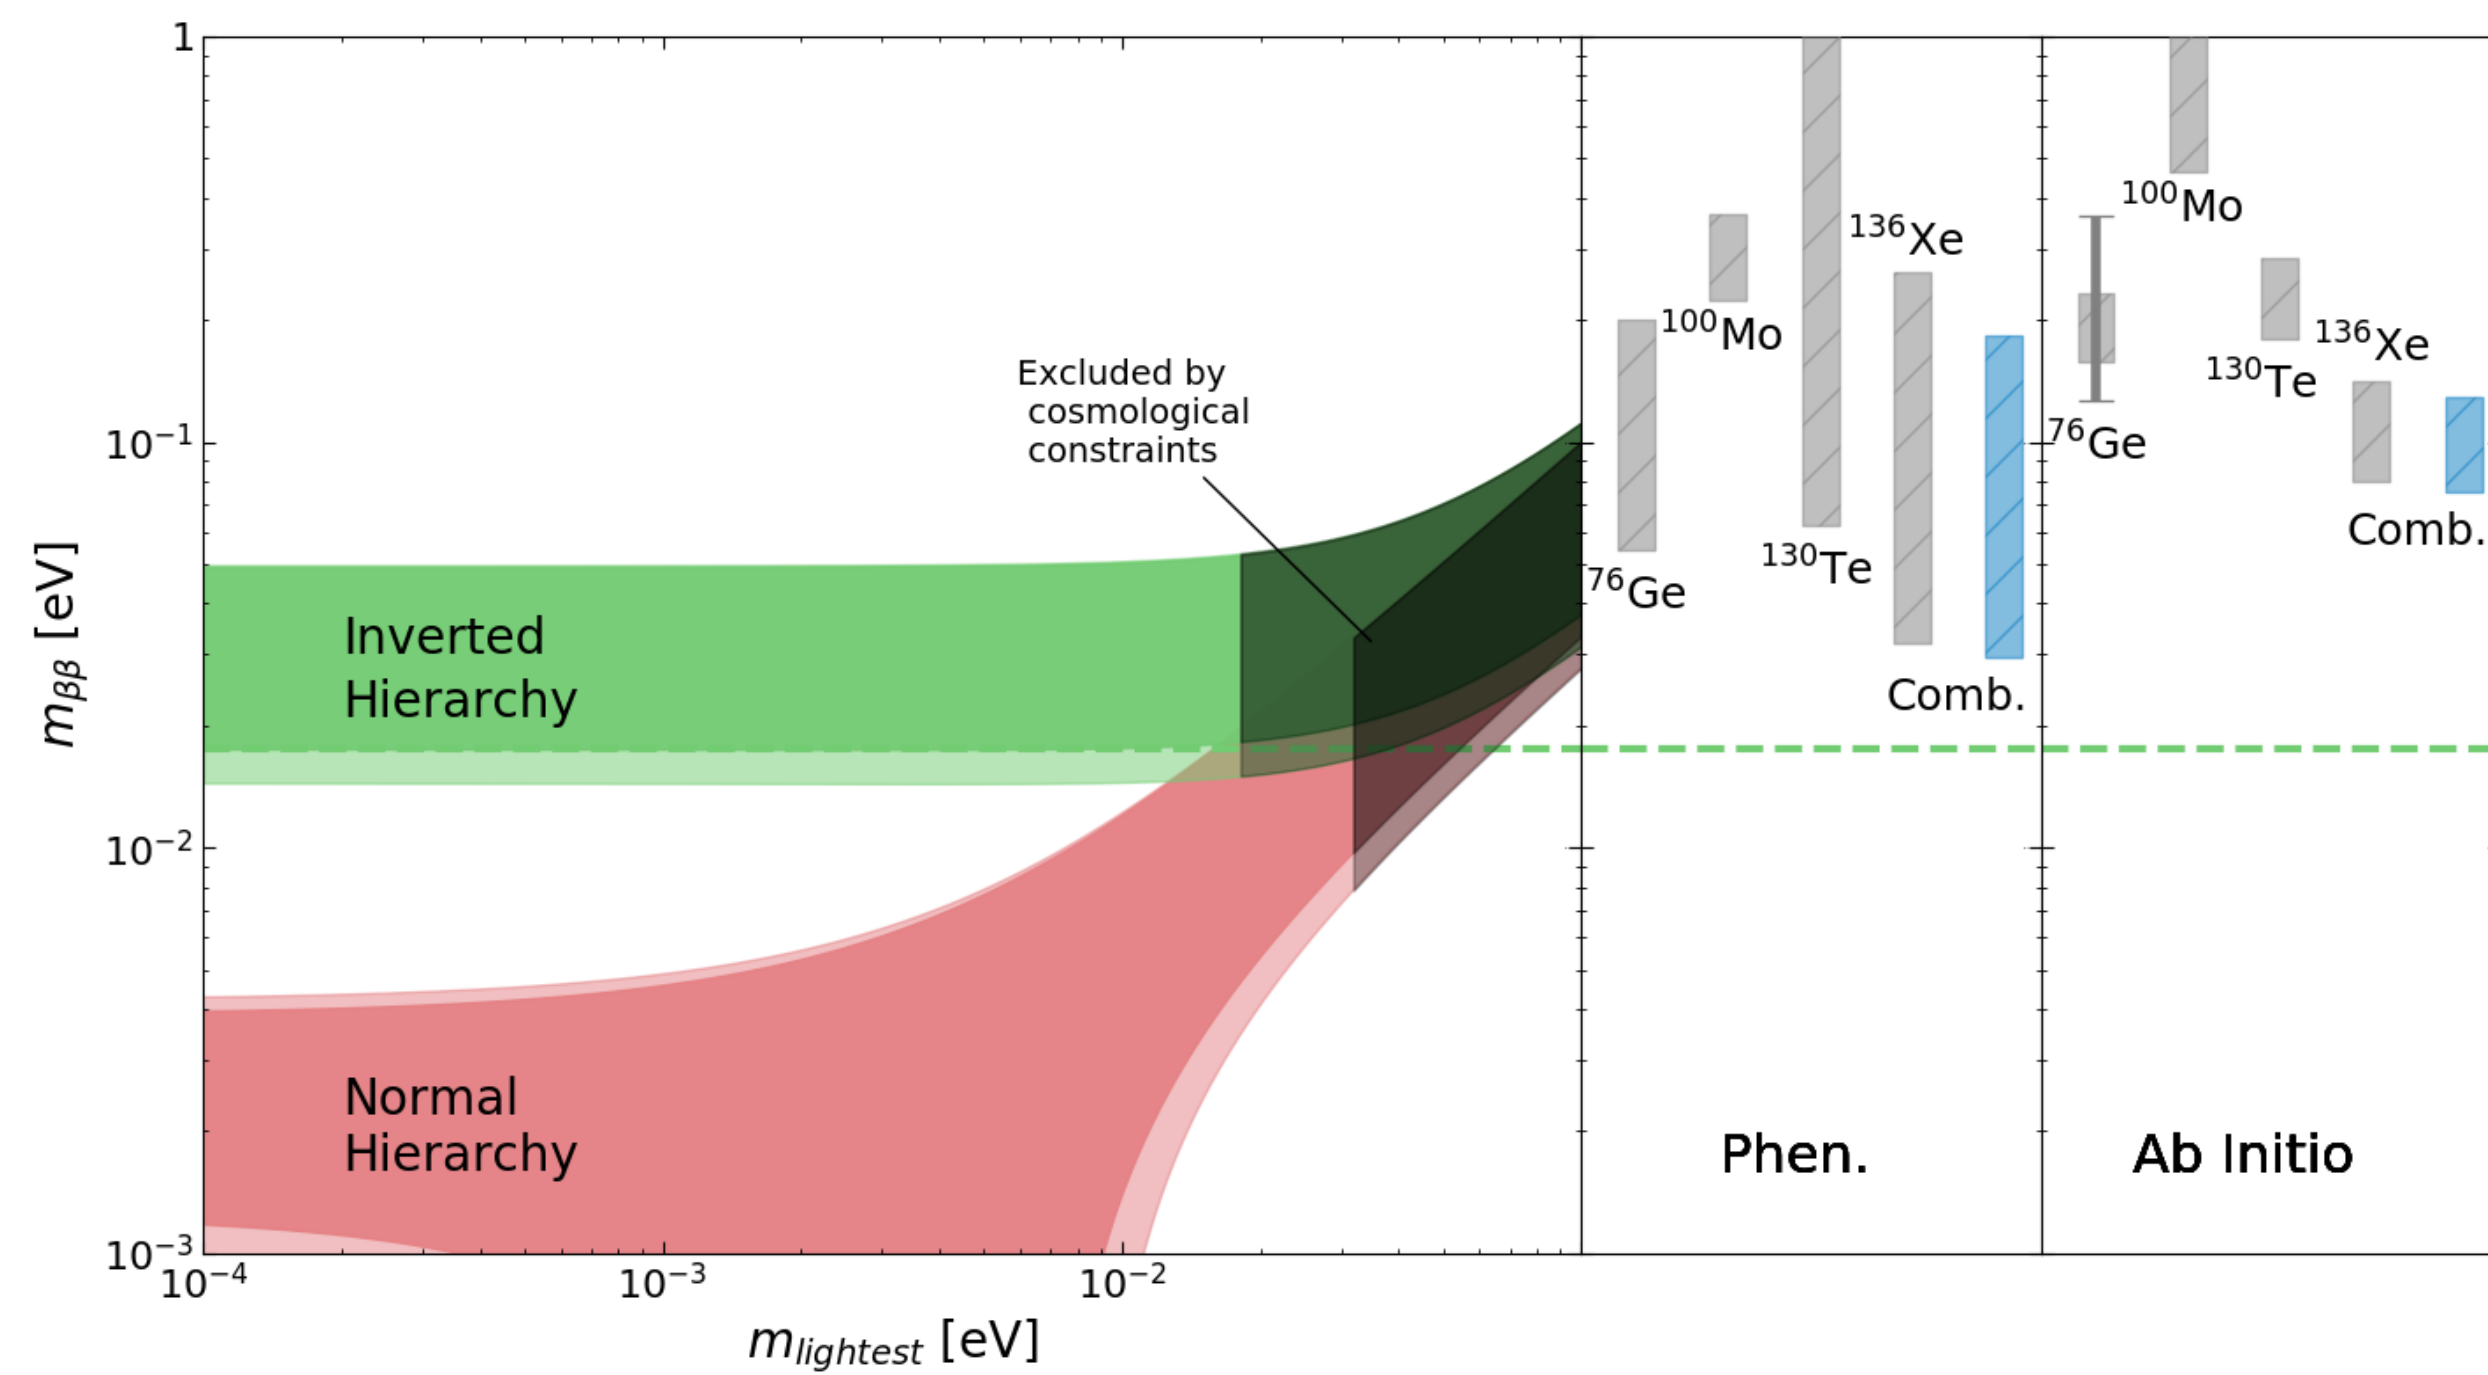 1
10⁻¹
10⁻²
10⁻³
m_ββ [eV]
Excluded by
cosmological
constraints
Inverted
Hierarchy
Normal
Hierarchy
10⁻⁴
10⁻³
10⁻²
m_lightest [eV]
⁷⁶Ge
¹⁰⁰Mo
¹³⁰Te
¹³⁶Xe
Comb.
Phen.
⁷⁶Ge
¹⁰⁰Mo
¹³⁰Te
¹³⁶Xe
Comb.
Ab Initio